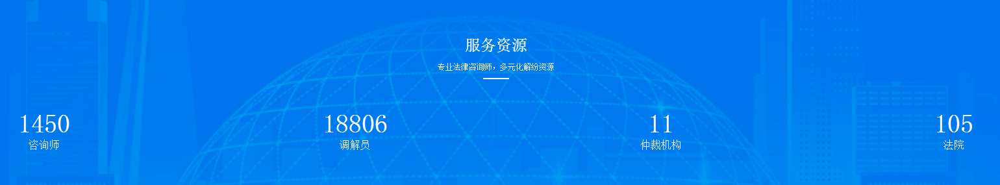 服务资源
专业法律咨询师，多元化解纷资源
1450
18806
11
105
咨询师
调解员
仲裁机构
法院